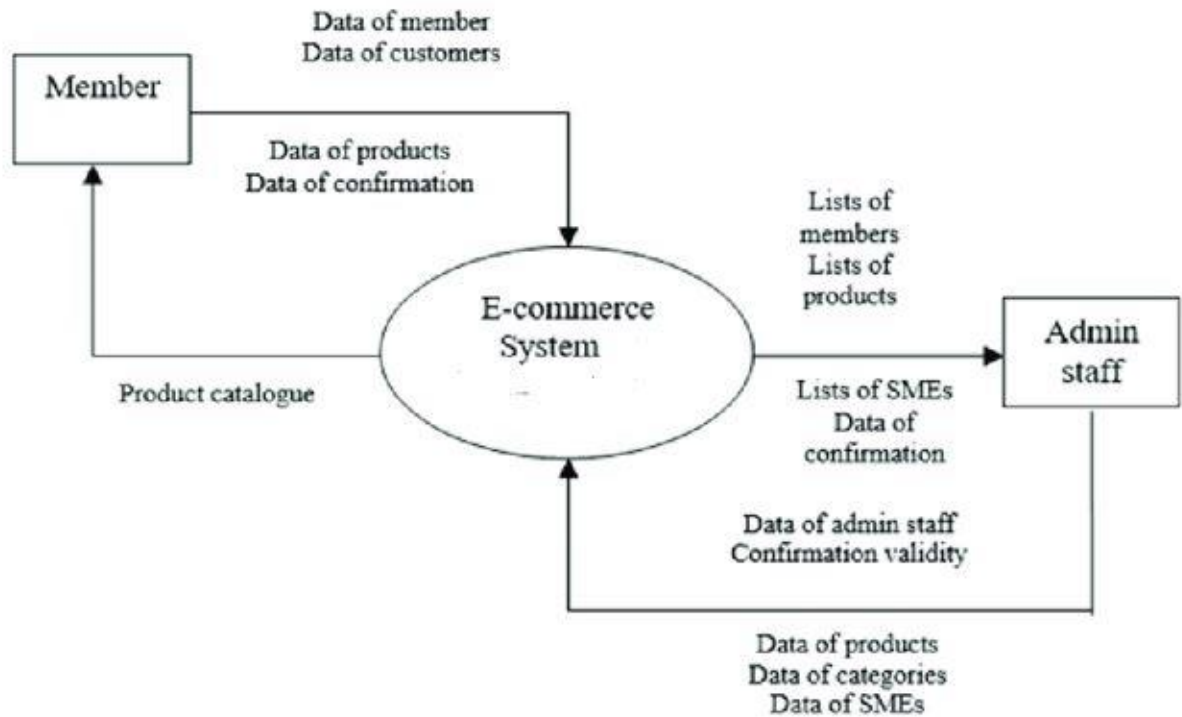 Data of member
Data of customers
Member
Data of products
Data of confirmation
Lists of
members
Lists of
products
E-commerce
System
Admin
staff
Product catalogue
Lists of SMEs
Data of
confirmation
Data of admin staff
Confirmation validity
Data of products
Data of categories
Data of SMEs